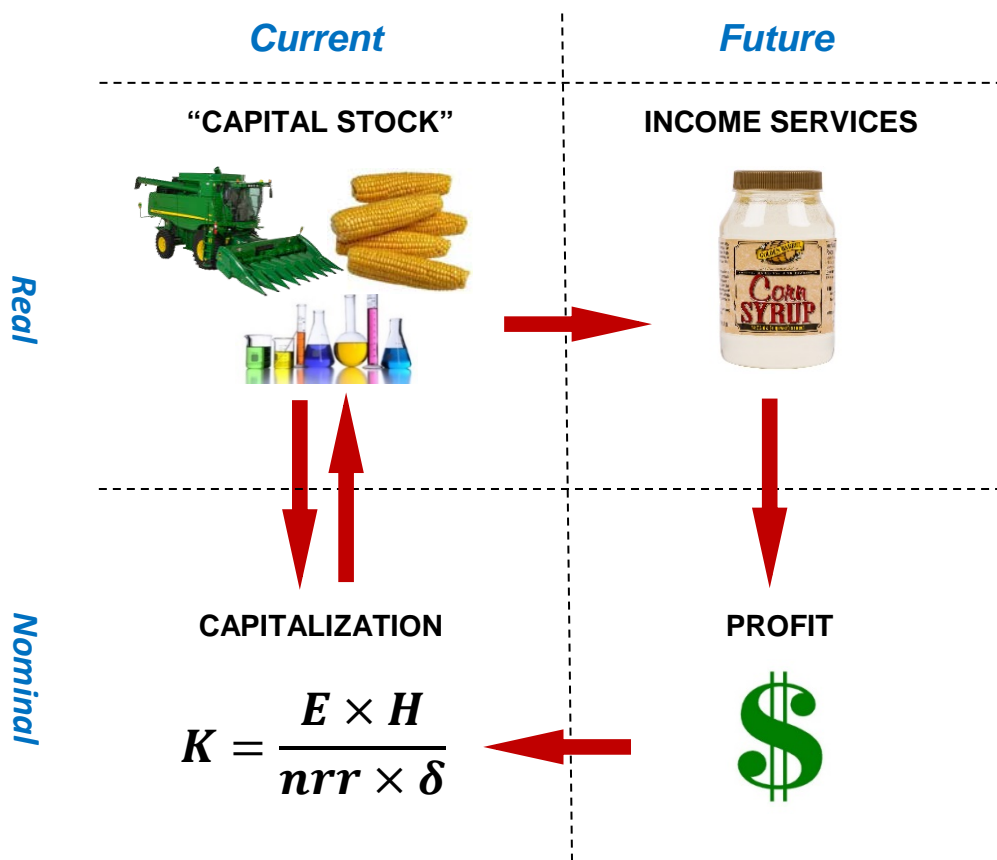 Current Future
“CAPITAL STOCK” INCOME SERVICES
Real
CORN
SYRUP
CAPITALIZATION PROFIT
Nominal
K = E × H / nrr × δ
$